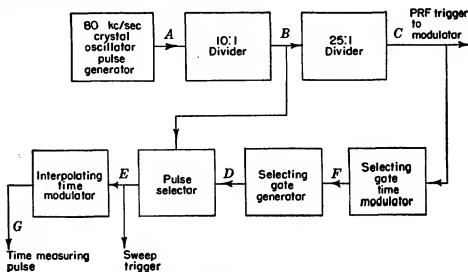 80 kc/sec
crystal
oscillator
pulse
generator
A
10:1
Divider
B
25:1
Divider
C
PRF trigger
to
modulator
Interpolating
time
modulator
E
Pulse
selector
D
Selecting
gate
generator
F
Selecting
gate
time
modulator
G
Time measuring
pulse
Sweep
trigger